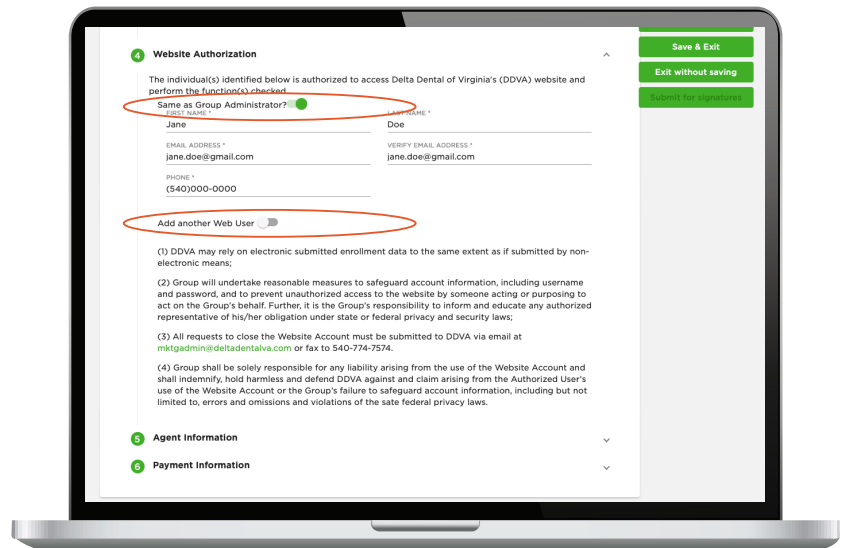 4 Website Authorization
Save & Exit
Exit without saving
Submit for signatures
The individual(s) identified below is authorized to access Delta Dental of Virginia's (DDVA) website and
perform the function(s) checked
Same as Group Administrator?
FIRST NAME *
LAST NAME *
Jane
Doe
EMAIL ADDRESS *
VERIFY EMAIL ADDRESS *
jane.doe@gmail.com
jane.doe@gmail.com
PHONE *
(540)000-0000
Add another Web User
(1) DDVA may rely on electronic submitted enrollment data to the same extent as if submitted by non-
electronic means;
(2) Group will undertake reasonable measures to safeguard account information, including username
and password, and to prevent unauthorized access to the website by someone acting or purposing to
act on the Group's behalf. Further, it is the Group's responsibility to inform and educate any authorized
representative of his/her obligation under state or federal privacy and security laws;
(3) All requests to close the Website Account must be submitted to DDVA via email at
mktgadmin@deltadentalva.com or fax to 540-774-7574.
(4) Group shall be solely responsible for any liability arising from the use of the Website Account and
shall indemnify, hold harmless and defend DDVA against and claim arising from the Authorized User's
use of the Website Account or the Group's failure to safeguard account information, including but not
limited to, errors and omissions and violations of the sate federal privacy laws.
5 Agent Information
6 Payment Information